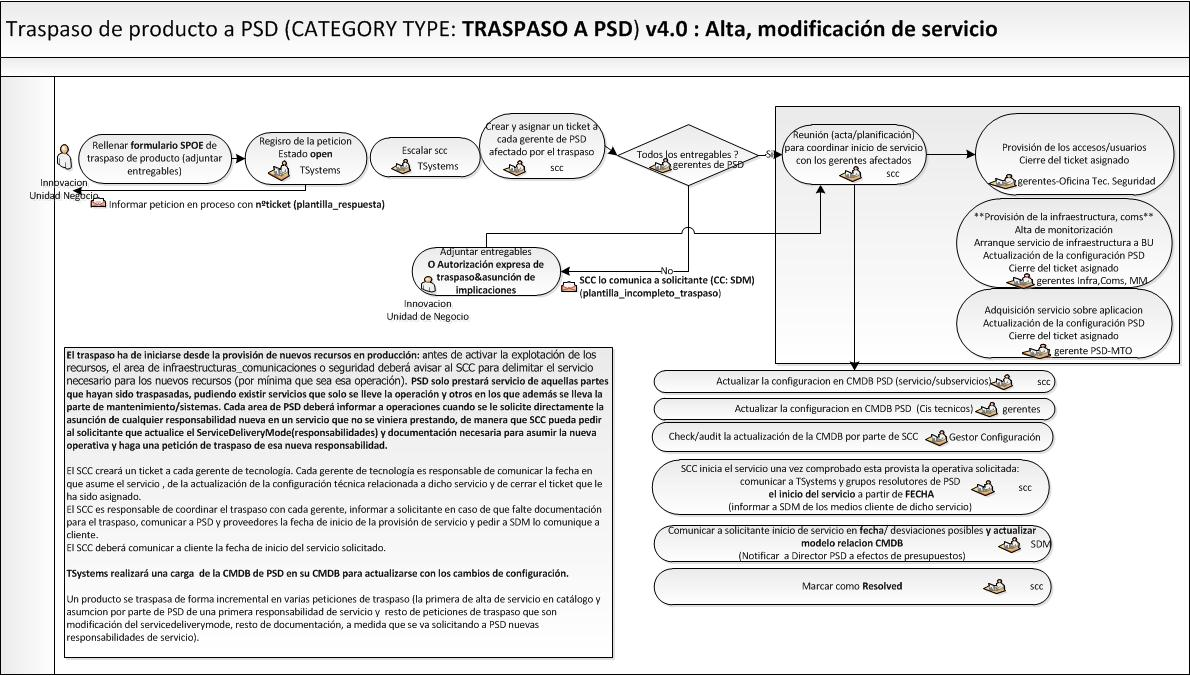 Traspaso de producto a PSD (CATEGORY TYPE: TRASPASO A PSD) v4.0 : Alta, modificación de servicio
Innovacion
Unidad Negocio
Rellenar formulario SPOE de
traspaso de producto (adjuntar
entregables)
Regisro de la peticion
Estado open
TSystems
Escalar scc
TSystems
Crear y asignar un ticket a
cada gerente de PSD
afectado por el traspaso
scc
Todos los entregables ?
gerentes de PSD
Si
Reunión (acta/planificación)
para coordinar inicio de servicio
con los gerentes afectados
scc
Provisión de los accesos/usuarios
Cierre del ticket asignado
gerentes-Oficina Tec. Seguridad
Informar peticion en proceso con nºticket (plantilla_respuesta)
**Provisión de la infraestructura, coms**
Alta de monitorización
Arranque servicio de infraestructura a BU
Actualización de la configuración PSD
Cierre del ticket asignado
gerentes Infra,Coms, MM
Adjuntar entregables
O Autorización expresa de
traspaso&asunción de
implicaciones
Innovacion
Unidad de Negocio
No
SCC lo comunica a solicitante (CC: SDM)
(plantilla_incompleto_traspaso)
Adquisición servicio sobre aplicacion
Actualización de la configuración PSD
Cierre del ticket asignado
gerente PSD-MTO
El traspaso ha de iniciarse desde la provisión de nuevos recursos en producción: antes de activar la explotación de los
recursos, el area de infraestructuras_comunicaciones o seguridad deberá avisar al SCC para delimitar el servicio
necesario para los nuevos recursos (por mínima que sea esa operación). PSD solo prestará servicio de aquellas partes
que hayan sido traspasadas, pudiendo existir servicios que solo se lleve la operación y otros en los que además se lleva la
parte de mantenimiento/sistemas. Cada area de PSD deberá informar a operaciones cuando se le solicite directamente la
asunción de cualquier responsabilidad nueva en un servicio que no se viniera prestando, de manera que SCC pueda pedir
al solicitante que actualice el ServiceDeliveryMode(responsabilidades) y documentación necesaria para asumir la nueva
operativa y haga una petición de traspaso de esa nueva responsabilidad.
El SCC creará un ticket a cada gerente de tecnología. Cada gerente de tecnología es responsable de comunicar la fecha en
que asume el servicio , de la actualización de la configuración técnica relacionada a dicho servicio y de cerrar el ticket que le
ha sido asignado.
El SCC es responsable de coordinar el traspaso con cada gerente, informar a solicitante en caso de que falte documentación
para el traspaso, comunicar a PSD y proveedores la fecha de inicio de la provisión de servicio y pedir a SDM lo comunique a
cliente.
El SCC deberá comunicar a cliente la fecha de inicio del servicio solicitado.
TSystems realizará una carga de la CMDB de PSD en su CMDB para actualizarse con los cambios de configuración.
Un producto se traspasa de forma incremental en varias peticiones de traspaso (la primera de alta de servicio en catálogo y
asumcion por parte de PSD de una primera responsabilidad de servicio y resto de peticiones de traspaso que son
modificación del servicedeliverymode, resto de documentación, a medida que se va solicitando a PSD nuevas
responsabilidades de servicio).
Actualizar la configuracion en CMDB PSD (servicio/subservicios)
scc
Actualizar la configuracion en CMDB PSD (Cis tecnicos)
gerentes
Check/audit la actualización de la CMDB por parte de SCC
Gestor Configuración
SCC inicia el servicio una vez comprobado esta provista la operativa solicitada:
comunicar a TSystems y grupos resolutores de PSD
el inicio del servicio a partir de FECHA
(informar a SDM de los medios cliente de dicho servicio)
scc
Comunicar a solicitante inicio de servicio en fecha/ desviaciones posibles y actualizar
modelo relacion CMDB
(Notificar a Director PSD a efectos de presupuestos)
SDM
Marcar como Resolved
scc